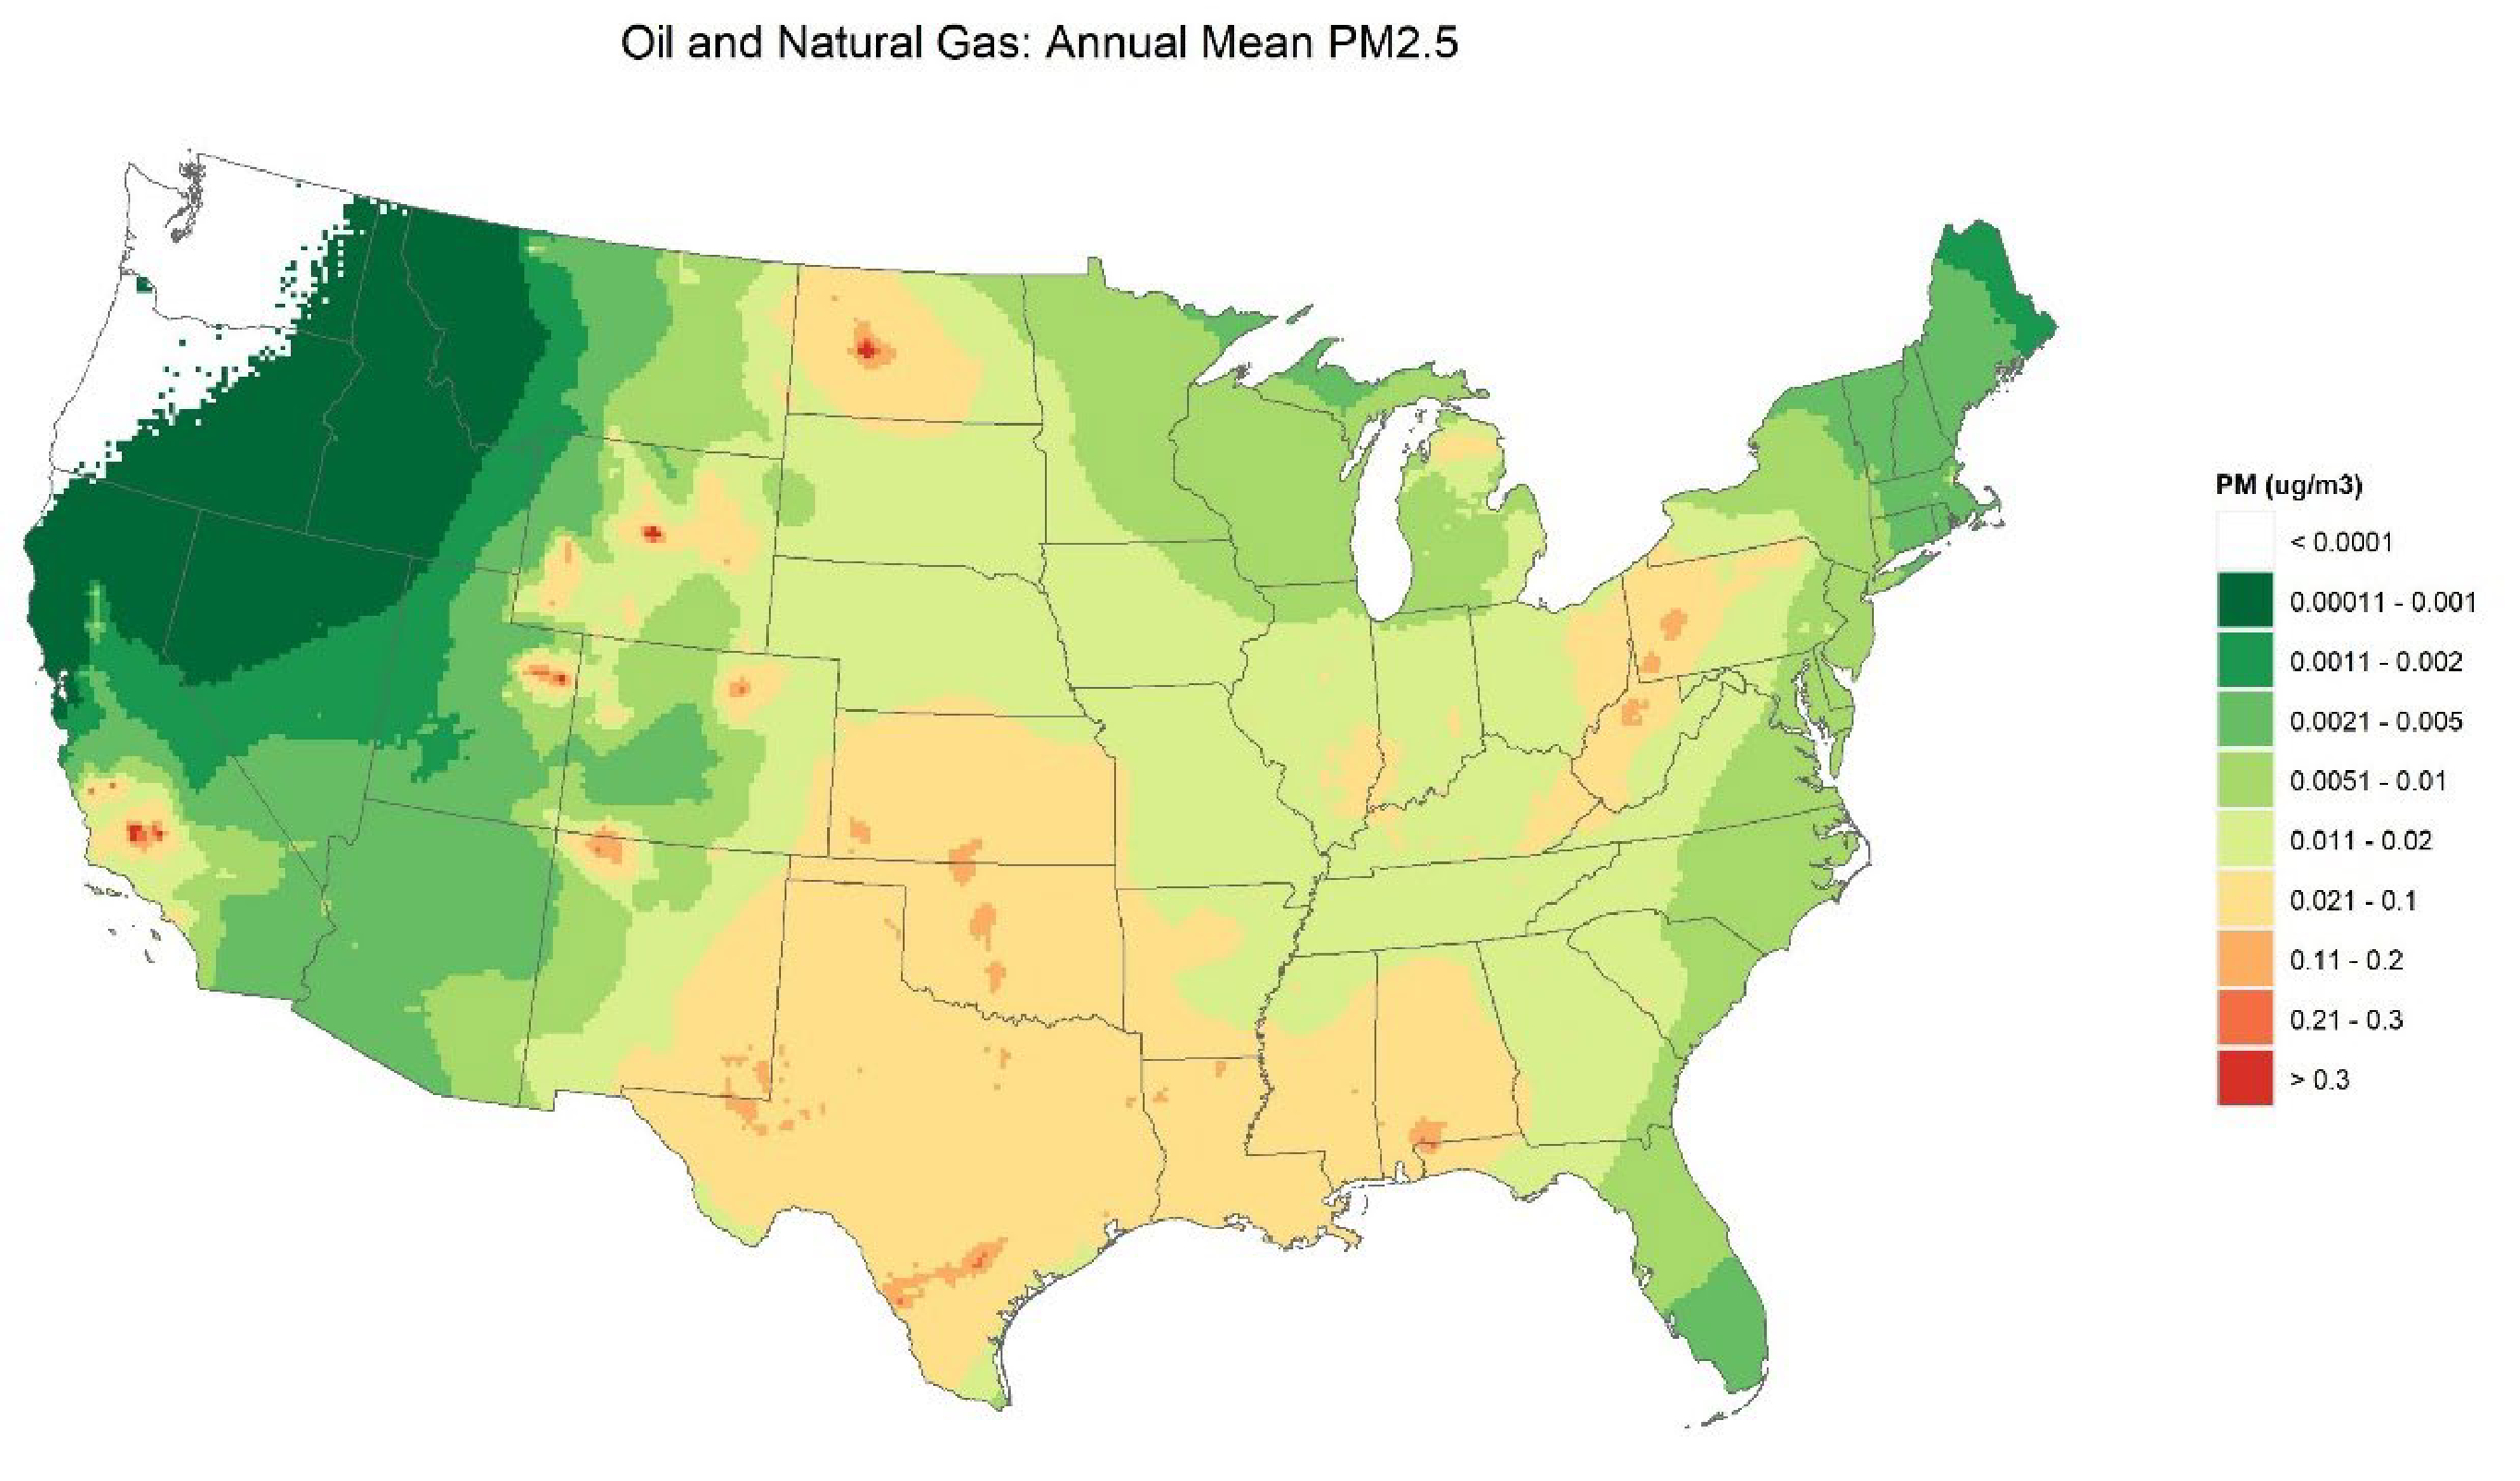 Oil and Natural Gas: Annual Mean PM2.5
PM (ug/m3)
< 0.0001
0.00011 - 0.001
0.0011 - 0.002
0.0021 - 0.005
0.0051 - 0.01
0.011 - 0.02
0.021 - 0.1
0.11 - 0.2
0.21 - 0.3
> 0.3